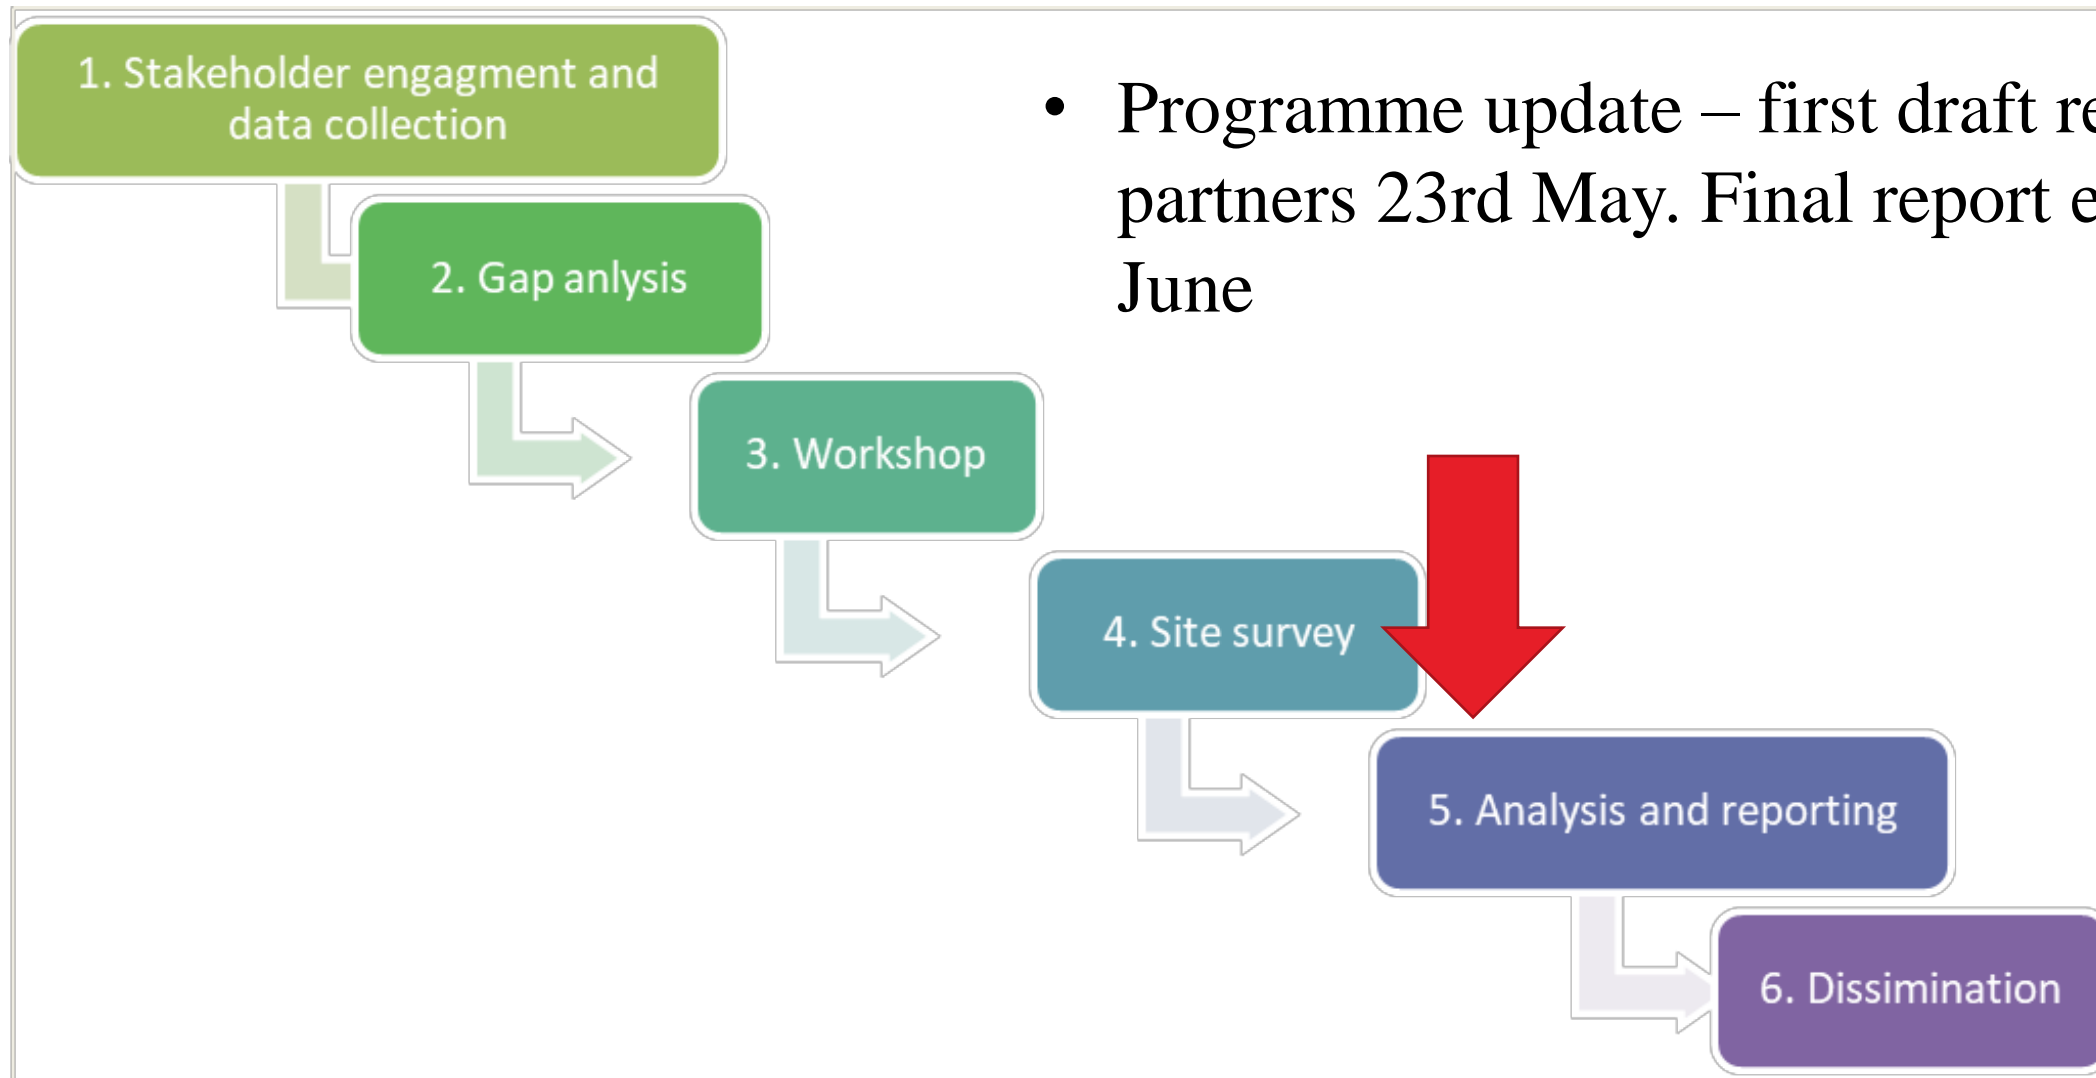 1. Stakeholder engagment and
data collection
• Programme update – first draft re
partners 23rd May. Final report e
June
2. Gap anlysis
3. Workshop
4. Site survey
5. Analysis and reporting
6. Dissimination